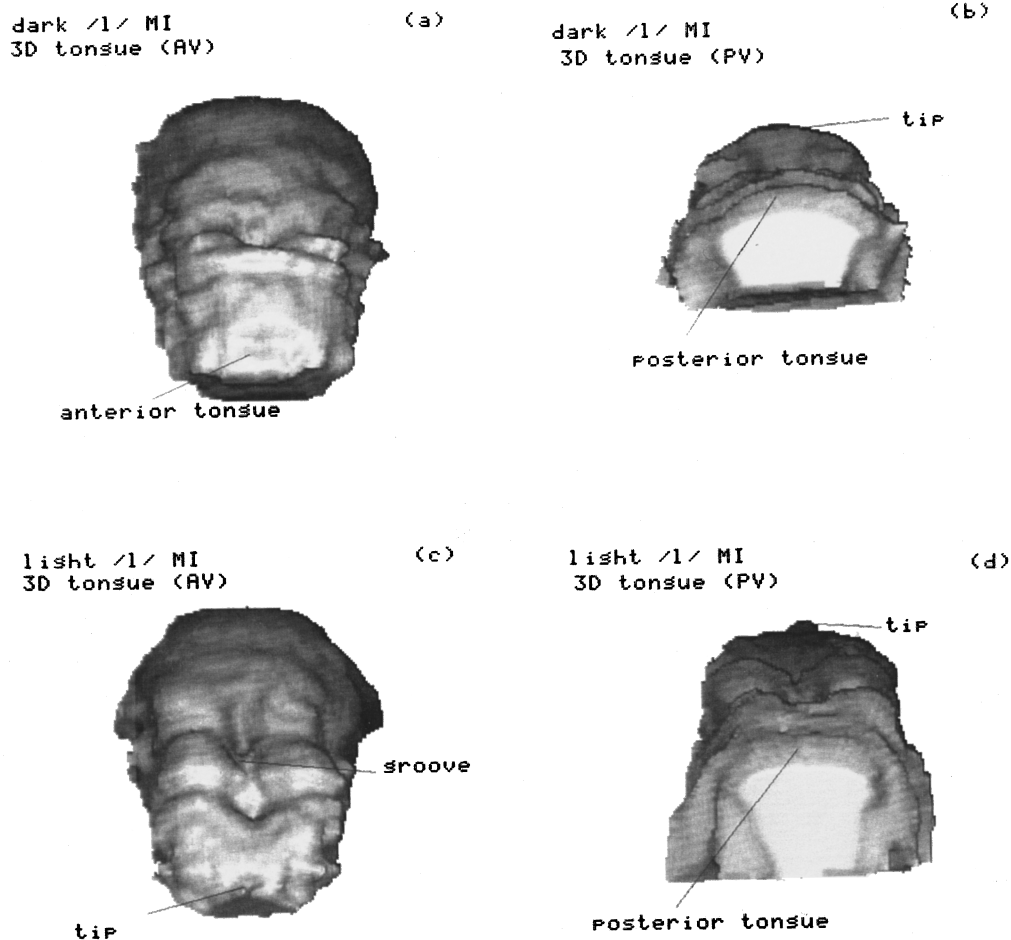 dark /l/ MI
3D tongue (AV)
(a)
anterior tongue
dark /l/ MI
3D tongue (PV)
(b)
tip
posterior tongue
light /l/ MI
3D tongue (AV)
(c)
groove
tip
light /l/ MI
3D tongue (PV)
(d)
tip
posterior tongue